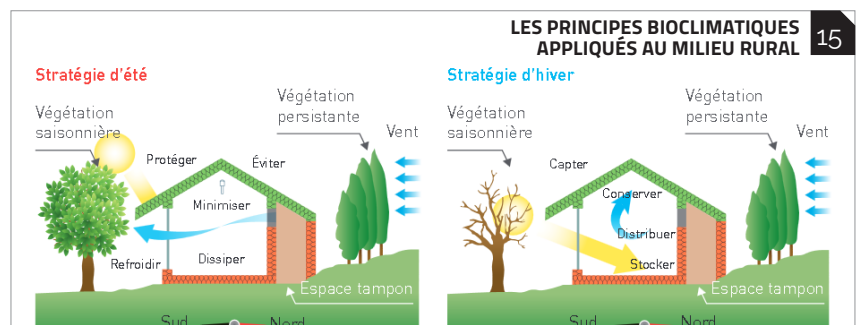 LES PRINCIPES BIOCLIMATIQUES
APPLIQUÉS AU MILIEU RURAL
15
Stratégie d'été
Végétation
saisonnière
Végétation
persistante
Vent
Protéger
Éviter
Minimiser
Refroidir
Dissiper
Espace tampon
Sud
Nord
Stratégie d'hiver
Végétation
saisonnière
Végétation
persistante
Vent
Capter
Conserver
Distribuer
Stocker
Espace tampon
Sud
Nord